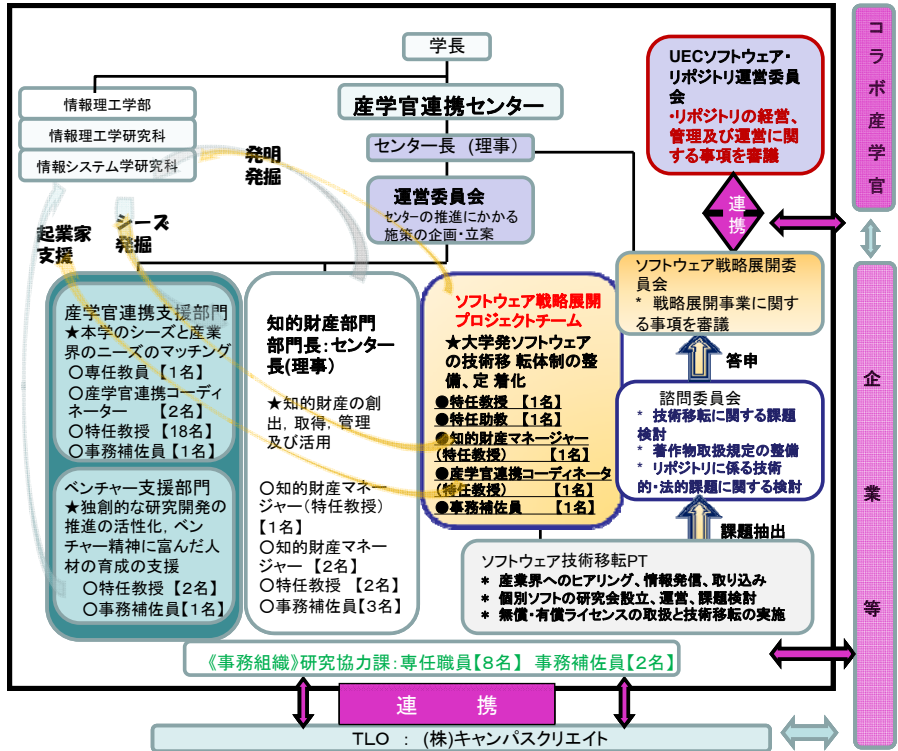 学長
産学官連携センター
センター長 (理事)
運営委員会
センターの推進にかかる
施策の企画・立案
情報理工学部
情報理工学研究科
情報システム学研究科
発明
発掘
シーズ
発掘
起業家
支援
産学官連携支援部門
★本学のシーズと産業
界のニーズのマッチング
○専任教員【1名】
○産学官連携コーディ
ネーター 【2名】
○特任教授【18名】
○事務補佐員【1名】
ベンチャー支援部門
★独創的な研究開発の
推進の活性化，ベン
チャー精神に富んだ人
材の育成の支援
○特任教授【2名】
○事務補佐員【1名】
知的財産部門
部門長:センター
長(理事)
★知的財産の創
出，取得，管理
及び活用
○知的財産マネー
ジャー(特任教授)
【1名】
○知的財産マネー
ジャー【2名】
○特任教授【2名】
○事務補佐員【3名】
ソフトウェア戦略展開
プロジェクトチーム
★大学発ソフトウェア
の技術移 転体制の整
備、定 着化
●特任教授 【1名】
●特任助教 【1名】
●知的財産マネージャー
(特任教授) 【1名】
●産学官連携コーディネータ
(特任教授) 【1名】
●事務補佐員 【1名】
UECソフトウェア・
リポジトリ運営委員
会
・リポジトリの経営、
管理及び運営に関
する事項を審議
連
携
ソフトウェア戦略展開委
員会
* 戦略展開事業に関す
る事項を審議
答申
諮問委員会
* 技術移転に関する課題
検討
* 著作物取扱規定の整備
* リポジトリに係る技術
的・法的課題に関する検討
課題抽出
ソフトウェア技術移転PT
* 産業界へのヒアリング、情報発信、取り込み
* 個別ソフトの研究会設立、運営、課題検討
* 無償・有償ライセンスの取扱と技術移転の実施
《事務組織》研究協力課:専任職員【8名】 事務補佐員【2名】
連 携
TLO : (株)キャンパスクリエイト
コラボ産学官
企業等